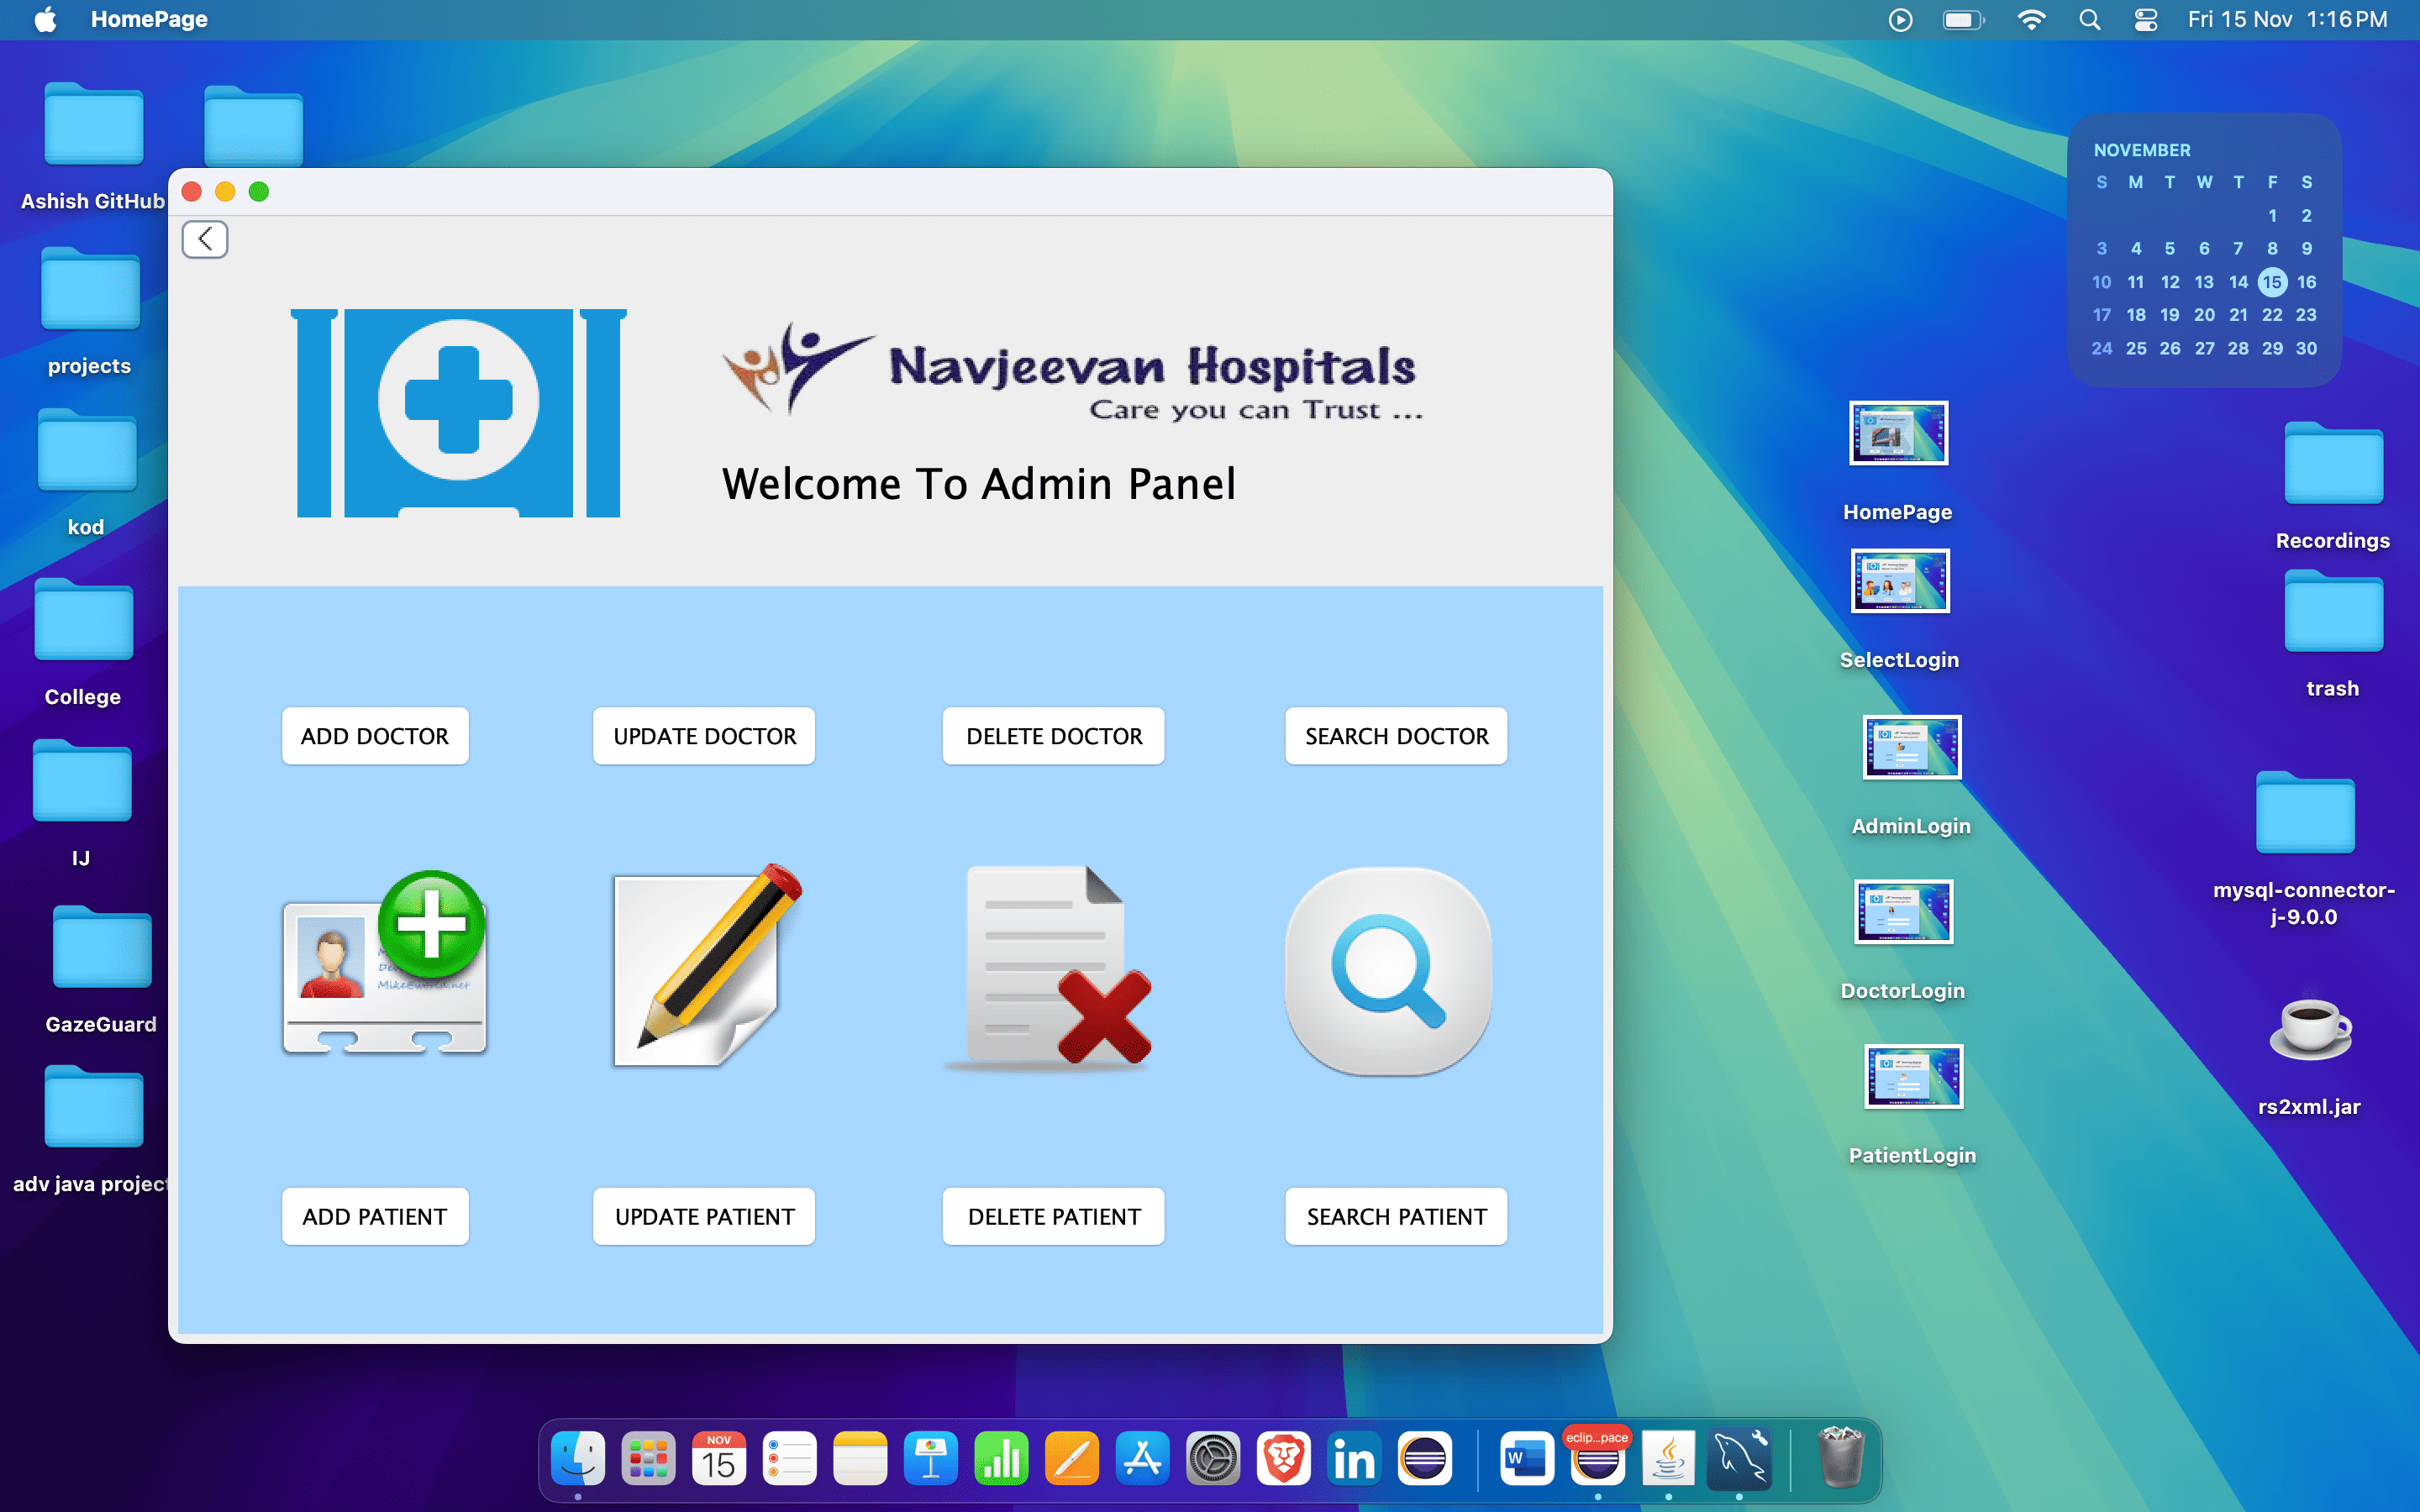 HomePage
Fri 15 Nov 1:16 PM
Ashish GitHub
projects
kod
College
IJ
GazeGuard
adv java project
Navjeevan Hospitals
Care you can Trust ...
Welcome To Admin Panel
ADD DOCTOR
UPDATE DOCTOR
DELETE DOCTOR
SEARCH DOCTOR
Mike@world.net
ADD PATIENT
UPDATE PATIENT
DELETE PATIENT
SEARCH PATIENT
NOVEMBER
S M T W T F S
1 2
3 4 5 6 7 8 9
10 11 12 13 14 15 16
17 18 19 20 21 22 23
24 25 26 27 28 29 30
HomePage
SelectLogin
AdminLogin
DoctorLogin
PatientLogin
Recordings
trash
mysql-connector-
j-9.0.0
rs2xml.jar
NOV
15
in
W
eclip...pace